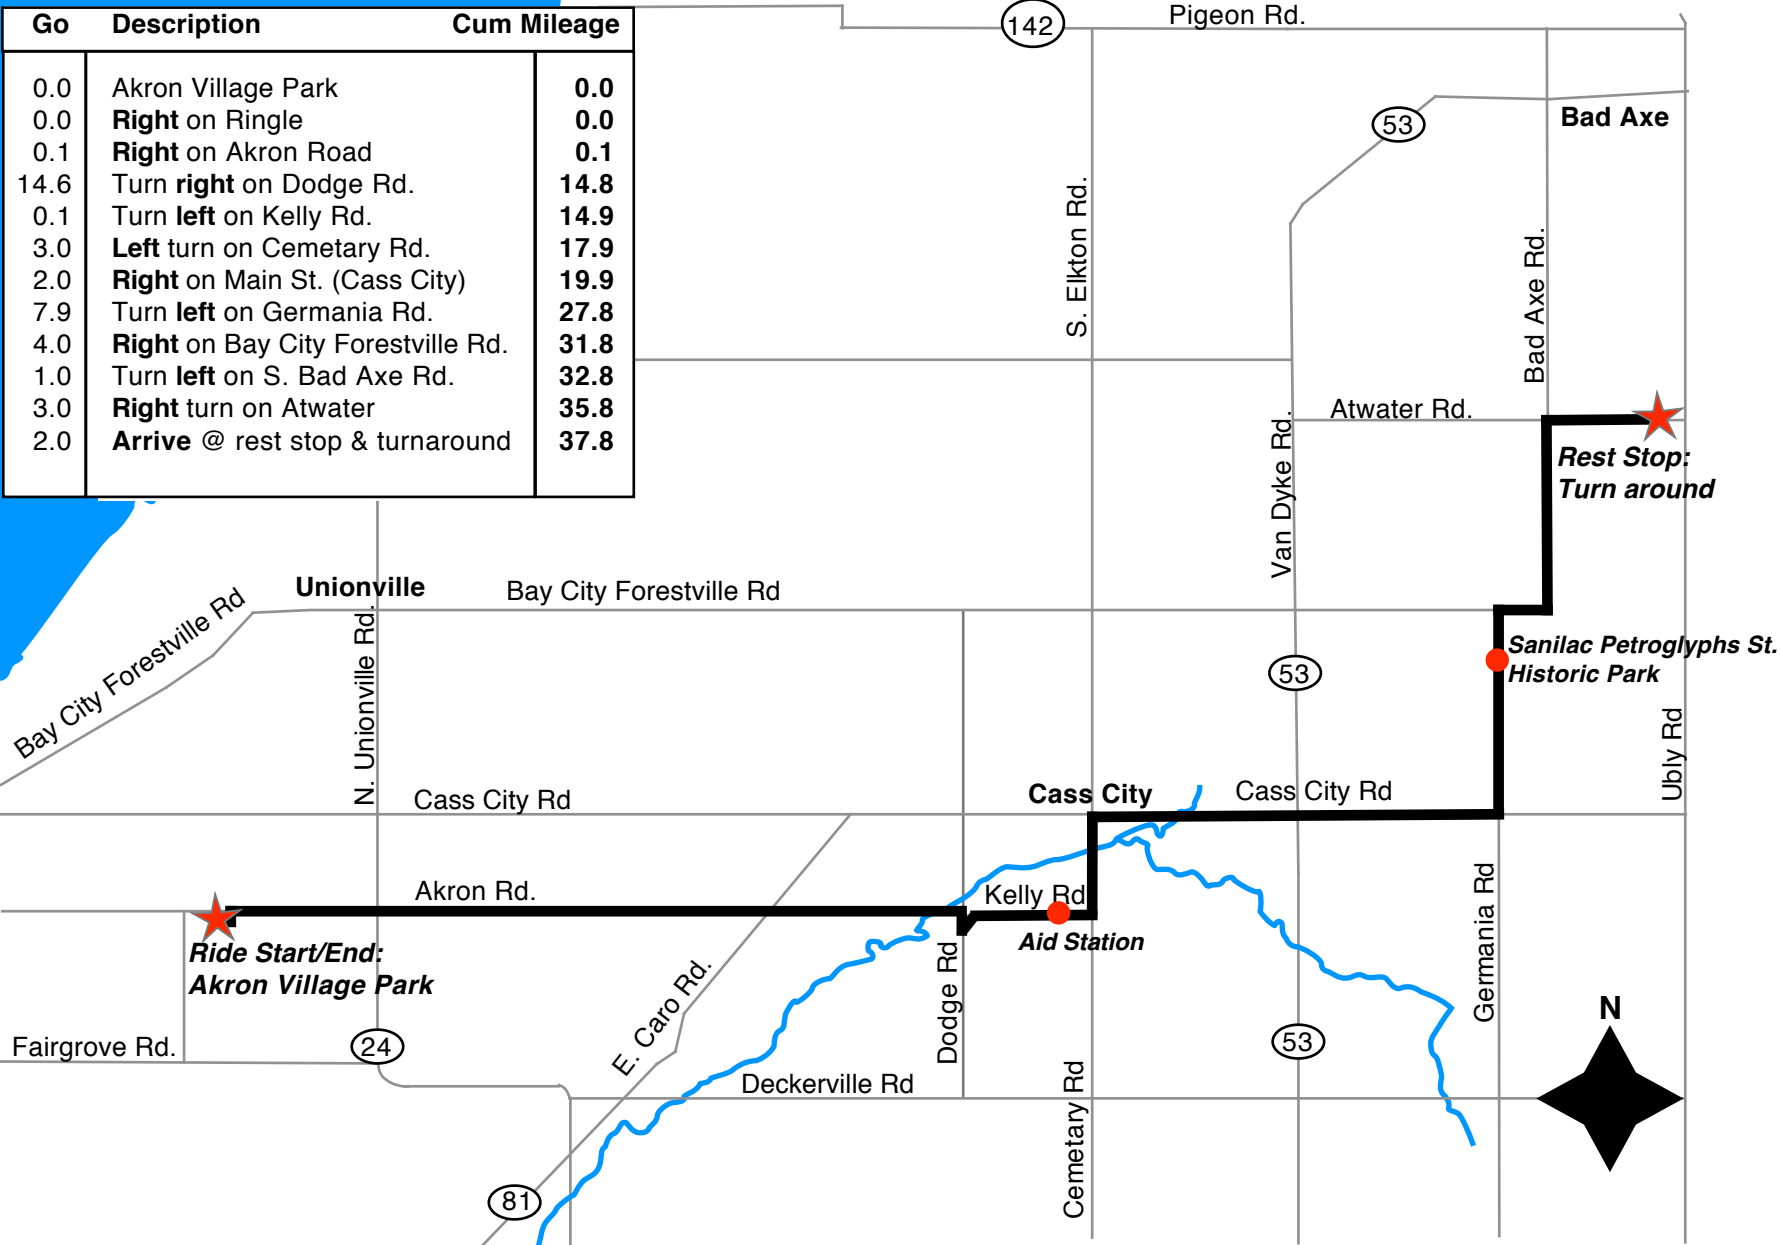 Go Description Cum Mileage
0.0 Akron Village Park 0.0
0.0 Right on Ringle 0.0
0.1 Right on Akron Road 0.1
14.6 Turn right on Dodge Rd. 14.8
0.1 Turn left on Kelly Rd. 14.9
3.0 Left turn on Cemetary Rd. 17.9
2.0 Right on Main St. (Cass City) 19.9
7.9 Turn left on Germania Rd. 27.8
4.0 Right on Bay City Forestville Rd. 31.8
1.0 Turn left on S. Bad Axe Rd. 32.8
3.0 Right turn on Atwater 35.8
2.0 Arrive @ rest stop & turnaround 37.8
142
Pigeon Rd.
53
Bad Axe
S. Elkton Rd.
Bad Axe Rd.
Atwater Rd.
Van Dyke Rd.
Rest Stop:
Turn around
Unionville
Bay City Forestville Rd
Bay City Forestville Rd
N. Unionville Rd.
53
Sanilac Petroglyphs St.
Historic Park
Ubly Rd
Cass City Rd
Cass City
Cass City Rd
Akron Rd.
Kelly Rd
Aid Station
Ride Start/End:
Akron Village Park
Dodge Rd
E. Caro Rd.
Germania Rd
N
Fairgrove Rd.
24
53
Deckerville Rd
Cemetary Rd
81